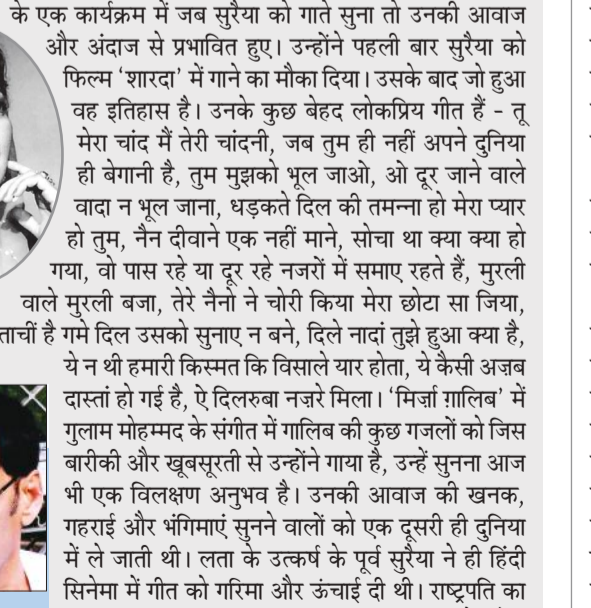 के एक कार्यक्रम में जब सुरैया को गाते सुना तो उनकी आवाज
और अंदाज से प्रभावित हुए। उन्होंने पहली बार सुरैया को
फिल्म ‘शारदा’ में गाने का मौका दिया। उसके बाद जो हुआ
वह इतिहास है। उनके कुछ बेहद लोकप्रिय गीत हैं - तू
मेरा चांद मैं तेरी चांदनी, जब तुम ही नहीं अपने दुनिया
ही बेगानी है, तुम मुझको भूल जाओ, ओ दूर जाने वाले
वादा न भूल जाना, धड़कते दिल की तमन्ना हो मेरा प्यार
हो तुम, नैन दीवाने एक नहीं माने, सोचा था क्या क्या हो
गया, वो पास रहे या दूर रहे नजरों में समाए रहते हैं, मुरली
वाले मुरली बजा, तेरे नैनो ने चोरी किया मेरा छोटा सा जिया,
है गमे दिल उसको सुनाए न बने, दिले नादां तुझे हुआ क्या है,
ये न थी हमारी किस्मत कि विसाले यार होता, ये कैसी अज़ब
दास्तां हो गई है, ऐ दिलरुबा नज़रे मिला। ‘मिर्जा ग़ालिब’ में
गुलाम मोहम्मद के संगीत में गालिब की कुछ गजलों को जिस
बारीकी और खूबसूरती से उन्होंने गाया है, उन्हें सुनना आज
भी एक विलक्षण अनुभव है। उनकी आवाज की खनक,
गहराई और भंगिमाएं सुनने वालों को एक दूसरी ही दुनिया
में ले जाती थी। लता के उत्कर्ष के पूर्व सुरैया ने ही हिंदी
सिनेमा में गीत को गरिमा और ऊंचाई दी थी। राष्ट्रपति का